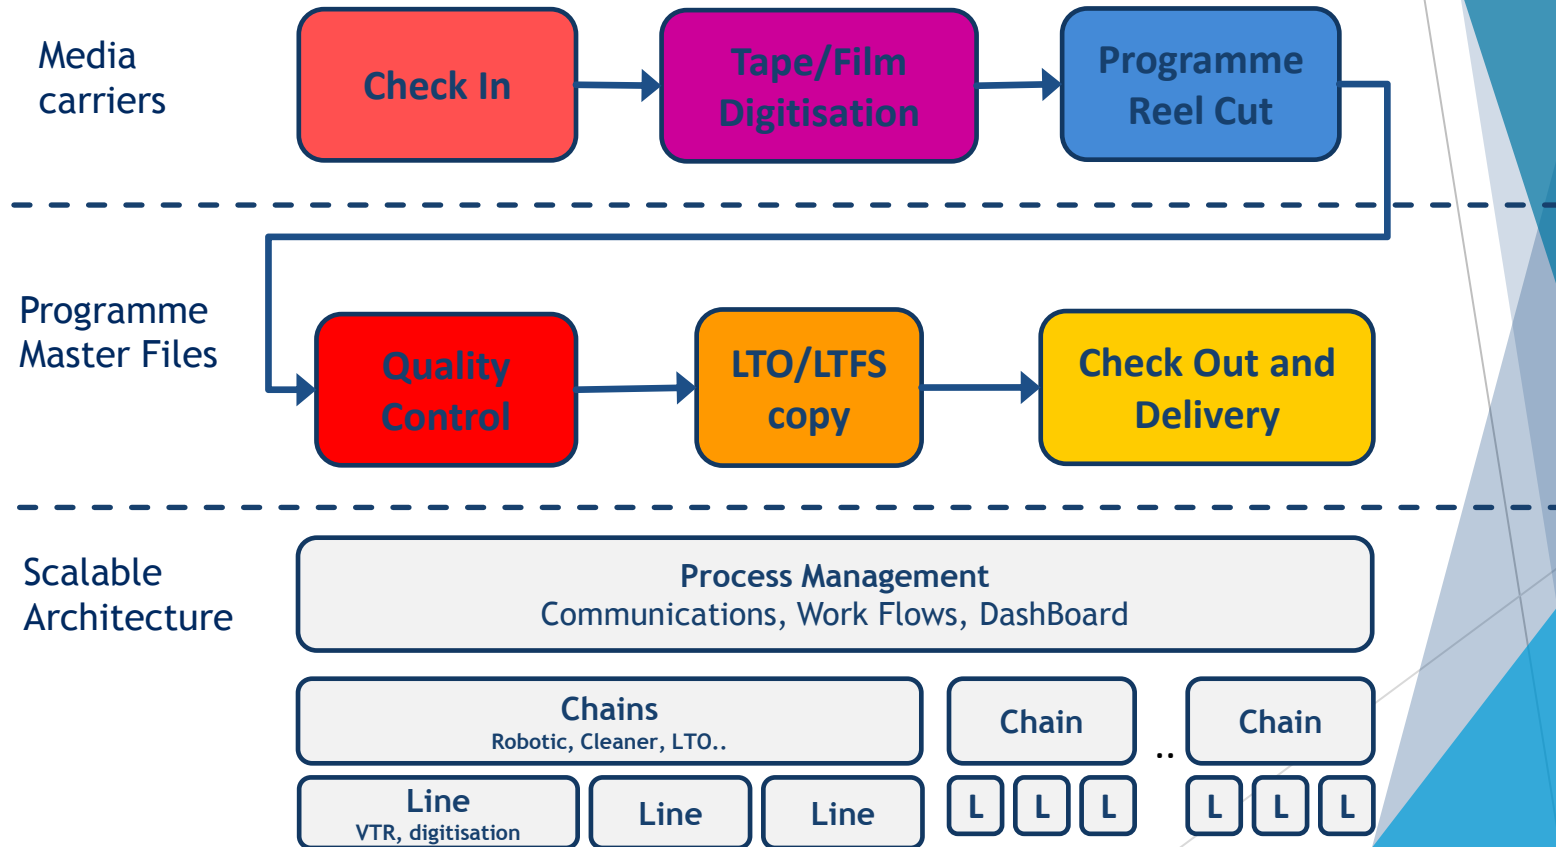 Media
carriers
Check In
Tape/Film
Digitisation
Programme
Reel Cut
Programme
Master Files
Quality
Control
LTO/LTFS
copy
Check Out and
Delivery
Scalable
Architecture
Process Management
Communications, Work Flows, DashBoard
Chains
Robotic, Cleaner, LTO..
Chain
..
Chain
Line
VTR, digitisation
Line
Line
L
L
L
L
L
L